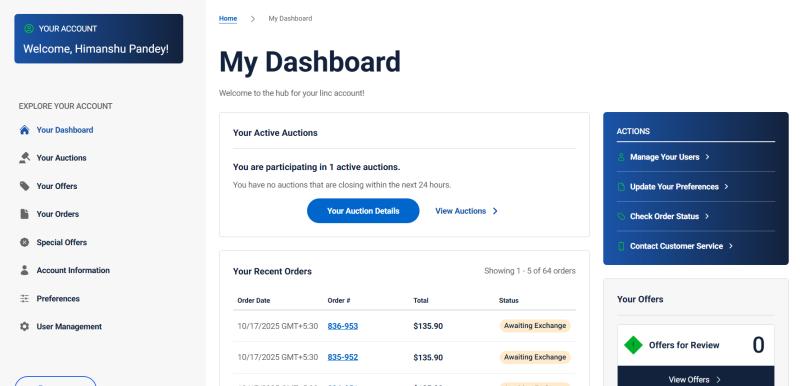 YOUR ACCOUNT
Welcome, Himanshu Pandey!
EXPLORE YOUR ACCOUNT
Your Dashboard
Your Auctions
Your Offers
Your Orders
Special Offers
Account Information
Preferences
User Management
Home > My Dashboard
My Dashboard
Welcome to the hub for your linc account!
Your Active Auctions
You are participating in 1 active auctions.
You have no auctions that are closing within the next 24 hours.
Your Auction Details View Auctions >
Your Recent Orders Showing 1 - 5 of 64 orders
Order Date Order # Total Status
10/17/2025 GMT+5:30 836-953 $135.90 Awaiting Exchange
10/17/2025 GMT+5:30 835-952 $135.90 Awaiting Exchange
ACTIONS
Manage Your Users >
Update Your Preferences >
Check Order Status >
Contact Customer Service >
Your Offers
Offers for Review 0
View Offers >